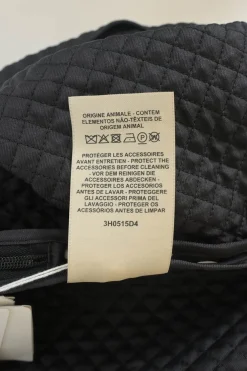 ORIGINE ANIMALE - CONTEM
ELEMENTOS NÃO-TÊXTEIS DE
ORIGEM ANIMAL
PROTÉGER LES ACCESSOIRES
AVANT ENTRETIEN - PROTECT THE
ACCESSORIES BEFORE CLEANING
- VOR DEM REINIGEN DIE
ACCESSOIRES ABDECKEN -
PROTEGER LOS ACCESORIOS
ANTES DE LAVAR - PROTEGGERE
GLI ACCESSORI PRIMA DEL
LAVAGGIO - PROTEGER OS
ACESSÓRIOS ANTES DE LIMPAR
3H0515D4